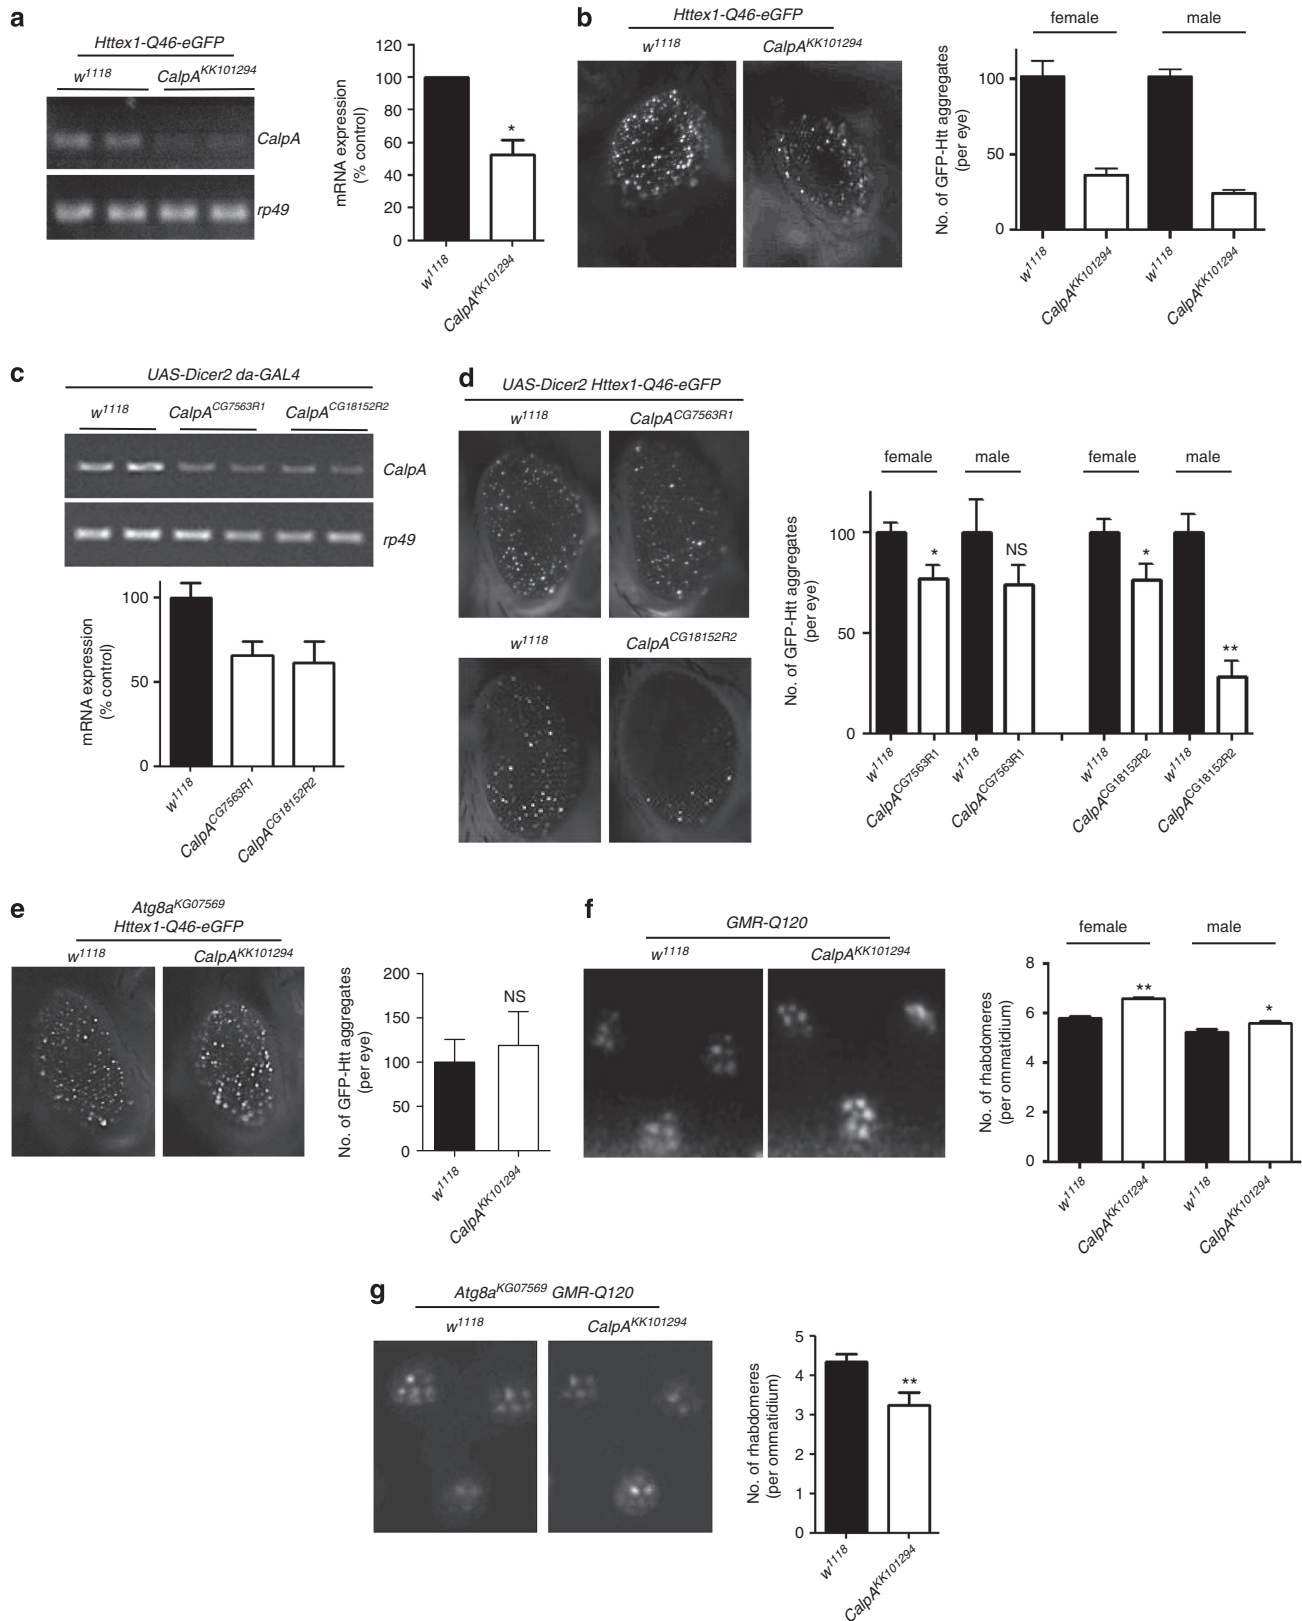 a
Httex1-Q46-eGFP
w1118 CalpAKK101294
CalpA
rp49
mRNA expression
(% control)
120
100
80
60
40
20
0
*
w1118
CalpAKK101294
b
Httex1-Q46-eGFP
w1118 CalpAKK101294
female male
No. of GFP-Htt aggregates
(per eye)
100
50
0
w1118
CalpAKK101294
w1118
CalpAKK101294
c
UAS-Dicer2 da-GAL4
w1118 CalpACG7563R1 CalpACG18152R2
CalpA
rp49
mRNA expression
(% control)
100
50
0
w1118
CalpACG7563R1
CalpACG18152R2
d
UAS-Dicer2 Httex1-Q46-eGFP
w1118 CalpACG7563R1
w1118 CalpACG18152R2
female male female male
No. of GFP-Htt aggregates
(per eye)
100
50
0
* NS * **
w1118
CalpACG7563R1
w1118
CalpACG7563R1
w1118
CalpACG18152R2
w1118
CalpACG18152R2
e
Atg8aKG07569
Httex1-Q46-eGFP
w1118 CalpAKK101294
No. of GFP-Htt aggregates
(per eye)
200
150
100
50
0
NS
w1118
CalpAKK101294
f
GMR-Q120
w1118 CalpAKK101294
female male
No. of rhabdomeres
(per ommatidium)
8
6
4
2
0
** *
w1118
CalpAKK101294
w1118
CalpAKK101294
g
Atg8aKG07569 GMR-Q120
w1118 CalpAKK101294
No. of rhabdomeres
(per ommatidium)
5
4
3
2
1
0
**
w1118
CalpAKK101294